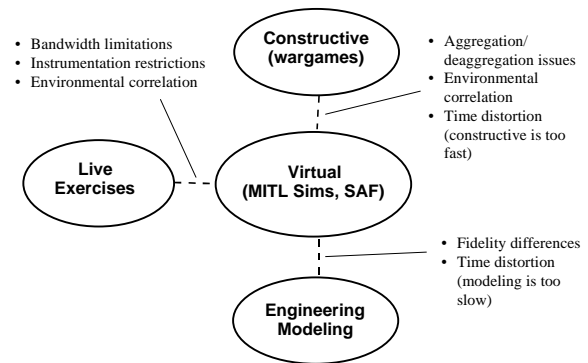 • Bandwidth limitations
• Instrumentation restrictions
• Environmental correlation
Constructive
(wargames)
• Aggregation/
deaggregation issues
• Environmental
correlation
• Time distortion
(constructive is too
fast)
Live
Exercises
Virtual
(MITL Sims, SAF)
• Fidelity differences
• Time distortion
(modeling is too
slow)
Engineering
Modeling